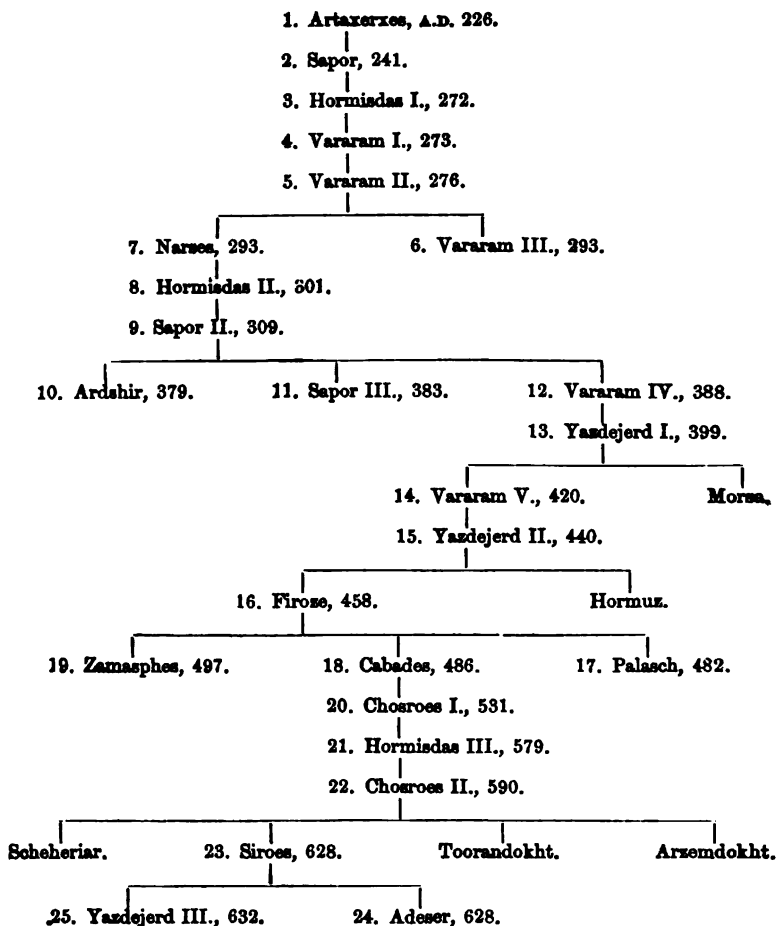 1. Artaxerxes, A.D. 226.
2. Sapor, 241.
3. Hormisdas I., 272.
4. Vararam I., 273.
5. Vararam II., 276.
7. Narses, 293. 6. Vararam III., 293.
8. Hormisdas II., 301.
9. Sapor II., 309.
10. Ardshir, 379. 11. Sapor III., 383. 12. Vararam IV., 388.
13. Yazdejerd I., 399.
14. Vararam V., 420. Morsa.
15. Yazdejerd II., 440.
16. Firoze, 458. Hormuz.
19. Zamasphes, 497. 18. Cabades, 486. 17. Palasch, 482.
20. Chosroes I., 531.
21. Hormisdas III., 579.
22. Chosroes II., 590.
Scheheriar. 23. Siroes, 628. Toorandokht. Arzemdokht.
25. Yazdejerd III., 632. 24. Adeser, 628.